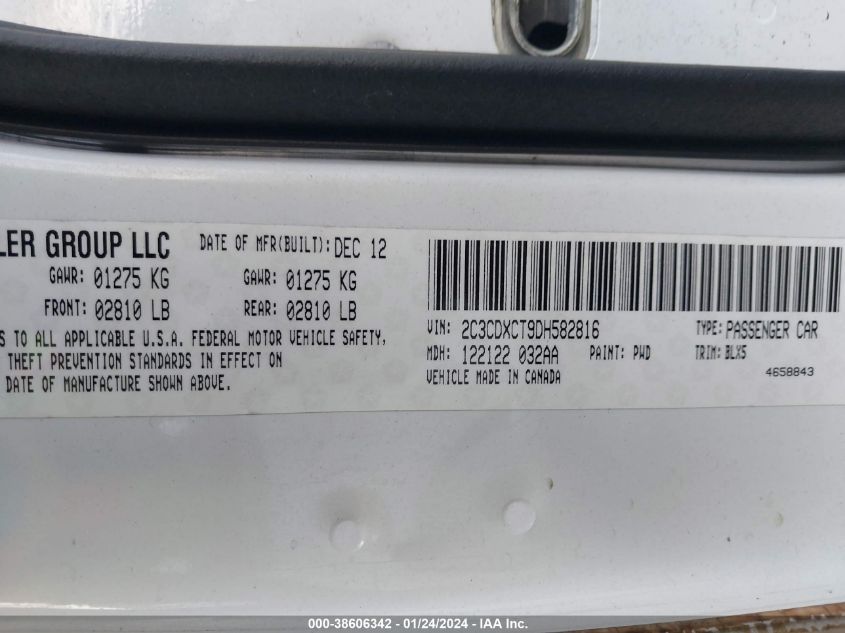 LER GROUP LLC DATE OF MFR(BUILT): DEC 12
GAWR: 01275 KG GAWR: 01275 KG
FRONT: 02810 LB REAR: 02810 LB
S TO ALL APPLICABLE U.S.A. FEDERAL MOTOR VEHICLE SAFETY,
THEFT PREVENTION STANDARDS IN EFFECT ON
DATE OF MANUFACTURE SHOWN ABOVE.
VIN: 2C3CDXCT9DH582816 TYPE: PASSENGER CAR
MDH: 122122 032AA PAINT: PWD TRIM: BLX5
VEHICLE MADE IN CANADA 4658843
000-38606342 - 01/24/2024 - IAA Inc.